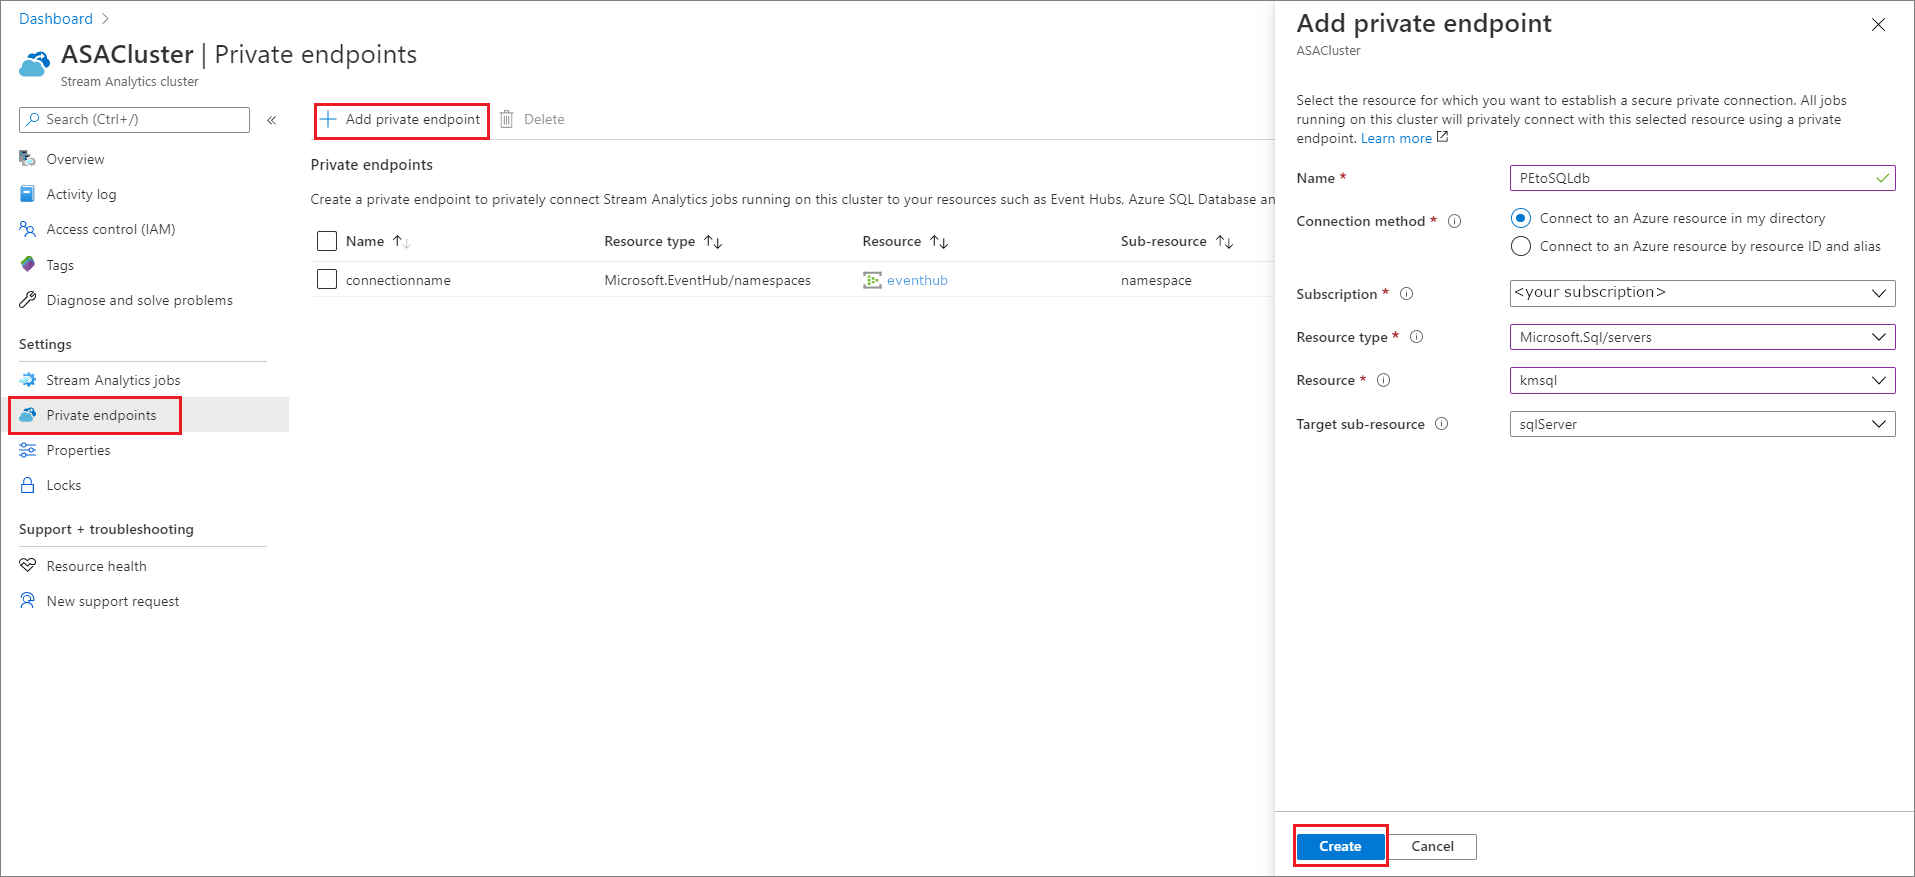 Dashboard
ASACluster | Private endpoints
Stream Analytics cluster
Search (Ctrl+/)
Overview
Activity log
Access control (IAM)
Tags
Diagnose and solve problems
Settings
Stream Analytics jobs
Private endpoints
Properties
Locks
Support + troubleshooting
Resource health
New support request
Add private endpoint
Delete
Private endpoints
Create a private endpoint to privately connect Stream Analytics jobs running on this cluster to your resources such as Event Hubs, Azure SQL Database an
Name Resource type Resource Sub-resource
connectionname Microsoft.EventHub/namespaces eventhub namespace
Add private endpoint
ASACluster
Select the resource for which you want to establish a secure private connection. All jobs
running on this cluster will privately connect with this selected resource using a private
endpoint. Learn more
Name * PEtoSQLdb
Connection method * Connect to an Azure resource in my directory
Connect to an Azure resource by resource ID and alias
Subscription * <your subscription>
Resource type * Microsoft.Sql/servers
Resource * kmsql
Target sub-resource sqlServer
Create Cancel